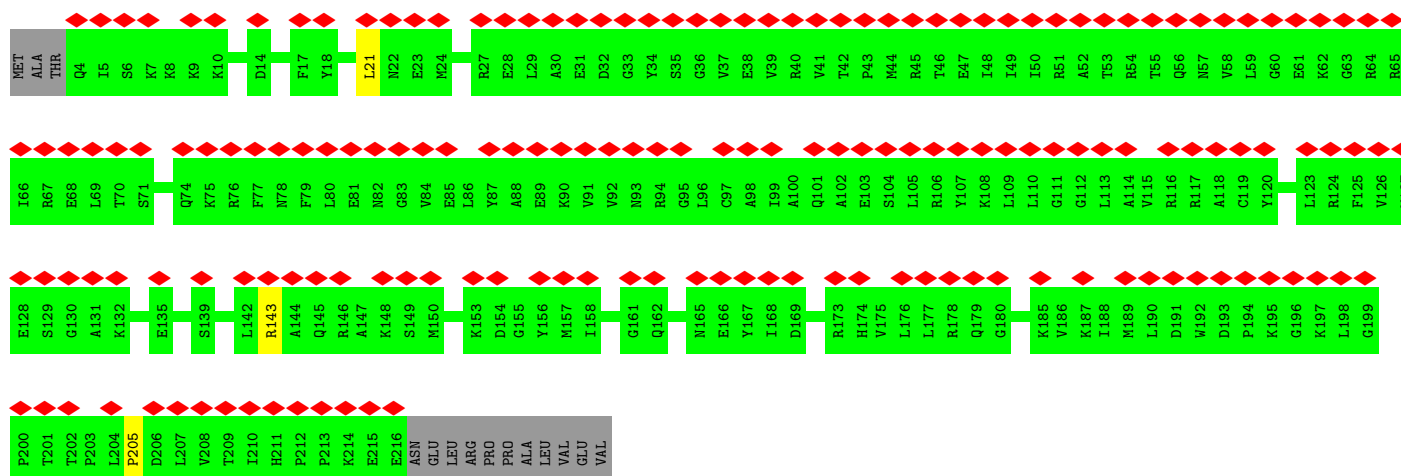 MET ALA THR Q4 I5 S6 K7 K8 K9 K10 D14 F17 Y18 L21 N22 E23 M24 R27 E28 L29 A30 E31 D32 G33 Y34 S35 G36 V37 E38 V39 R40 V41 T42 P43 M44 R45 T46 E47 I48 I49 I50 R51 A52 T53 R54 T55 Q56 N57 V58 L59 G60 E61 K62 G63 R64 R65
I66 R67 E68 L69 T70 S71 Q74 K75 R76 F77 N78 F79 L80 E81 N82 G83 V84 E85 L86 Y87 A88 E89 K90 V91 V92 N93 R94 G95 L96 C97 A98 I99 A100 Q101 A102 E103 S104 L105 R106 Y107 K108 L109 L110 G111 G112 L113 A114 V115 R116 R117 A118 C119 Y120 L123 R124 F125 V126
E128 S129 G130 A131 K132 E135 S139 L142 R143 A144 Q145 R146 A147 K148 S149 M150 K153 D154 G155 Y156 M157 I158 G161 Q162 N165 E166 Y167 I168 D169 R173 H174 V175 L176 L177 R178 Q179 G180 K185 V186 K187 I188 M189 L190 D191 W192 D193 P194 K195 G196 K197 L198 G199
P200 T201 T202 P203 L204 P205 D206 L207 V208 T209 I210 H211 P212 P213 K214 E215 E216 ASN GLU LEU ARG PRO PRO ALA LEU VAL GLU VAL